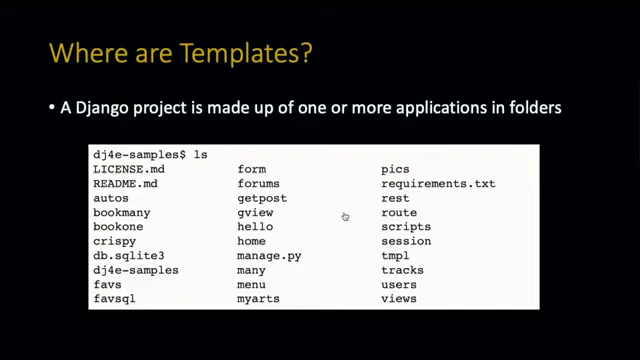 Where are Templates?
• A Django project is made up of one or more applications in folders
dj4e-samples$ ls
LICENSE.md form pics
README.md forums requirements.txt
autos getpost rest
bookmany gview route
bookone hello scripts
crispy home session
db.sqlite3 manage.py tmpl
dj4e-samples many tracks
favs menu users
favsql myarts views